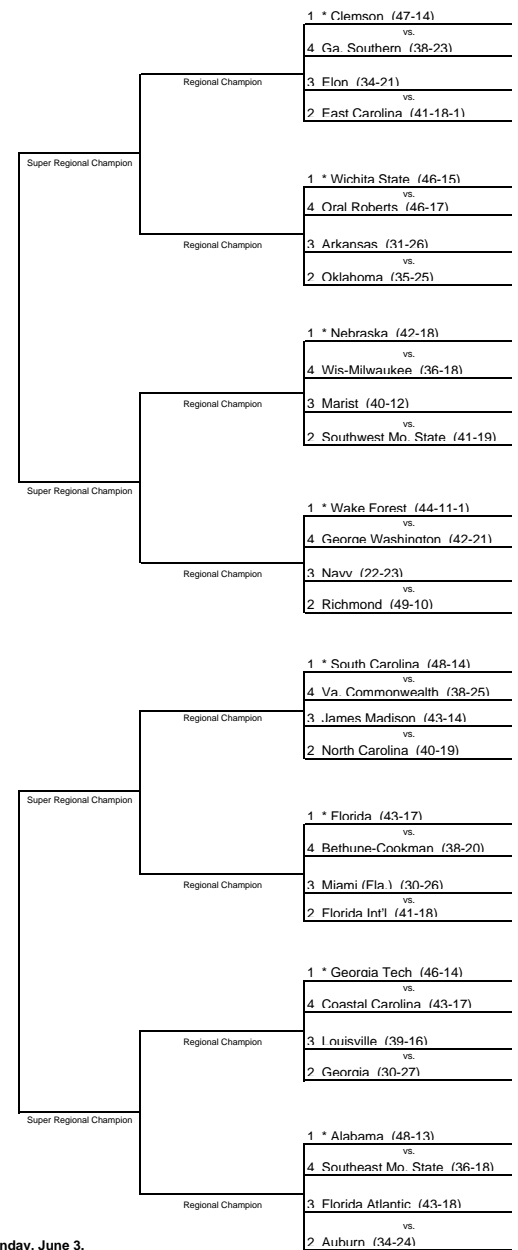 1 * Clemson (47-14)
vs.
4 Ga. Southern (38-23)
3 Elon (34-21)
Regional Champion
vs.
2 East Carolina (41-18-1)
Super Regional Champion
1 * Wichita State (46-15)
vs.
4 Oral Roberts (46-17)
Regional Champion
3 Arkansas (31-26)
vs.
2 Oklahoma (35-25)
1 * Nebraska (42-18)
vs.
4 Wis-Milwaukee (36-18)
Regional Champion
3 Marist (40-12)
vs.
2 Southwest Mo. State (41-19)
Super Regional Champion
1 * Wake Forest (44-11-1)
vs.
4 George Washington (42-21)
Regional Champion
3 Navy (22-23)
vs.
2 Richmond (49-10)
1 * South Carolina (48-14)
vs.
4 Va. Commonwealth (38-25)
Regional Champion
3 James Madison (43-14)
vs.
2 North Carolina (40-19)
Super Regional Champion
1 * Florida (43-17)
vs.
4 Bethune-Cookman (38-20)
Regional Champion
3 Miami (Fla.) (30-26)
vs.
2 Florida Int'l (41-18)
1 * Georgia Tech (46-14)
vs.
4 Coastal Carolina (43-17)
Regional Champion
3 Louisville (39-16)
vs.
2 Georgia (30-27)
Super Regional Champion
1 * Alabama (48-13)
vs.
4 Southeast Mo. State (36-18)
Regional Champion
3 Florida Atlantic (43-18)
vs.
2 Auburn (34-24)
nday, June 3.